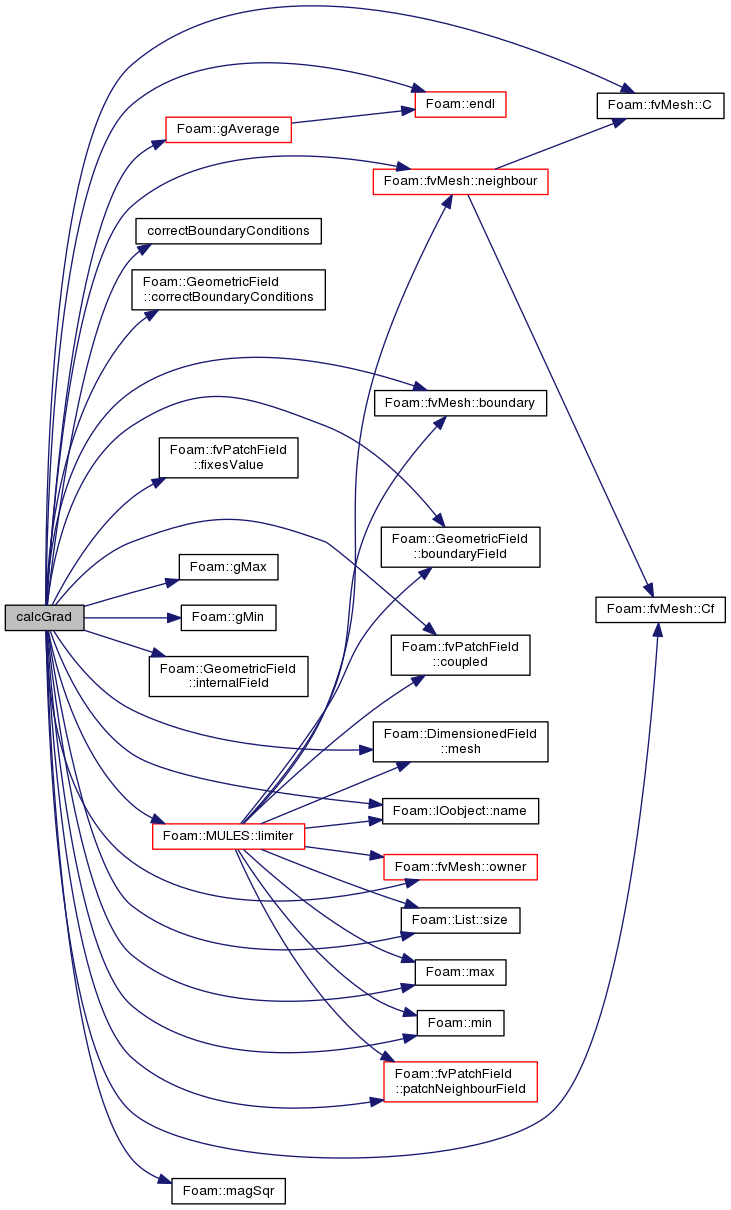 Foam::fvMesh::C
Foam::endl
Foam::gAverage
Foam::fvMesh::neighbour
correctBoundaryConditions
Foam::GeometricField
::correctBoundaryConditions
Foam::fvMesh::boundary
Foam::fvPatchField
::fixesValue
Foam::GeometricField
::boundaryField
Foam::gMax
calcGrad
Foam::gMin
Foam::fvMesh::Cf
Foam::fvPatchField
::coupled
Foam::GeometricField
::internalField
Foam::DimensionedField
::mesh
Foam::IOobject::name
Foam::MULES::limiter
Foam::fvMesh::owner
Foam::List::size
Foam::max
Foam::min
Foam::fvPatchField
::patchNeighbourField
Foam::magSqr